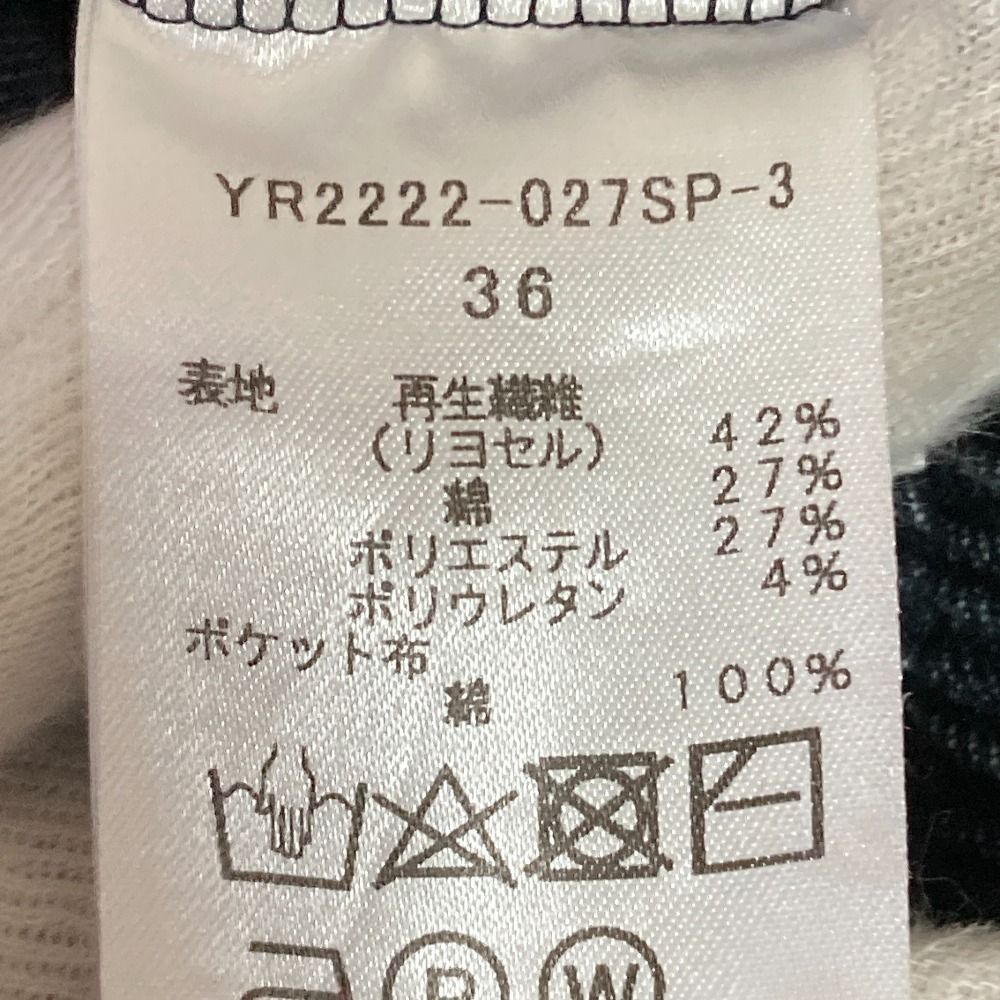 YR2222-027SP-3
36
表地 再生繊維
(リヨセル) 42%
綿 27%
ポリエステル 27%
ポリウレタン 4%
ポケット布
綿 100%
P W